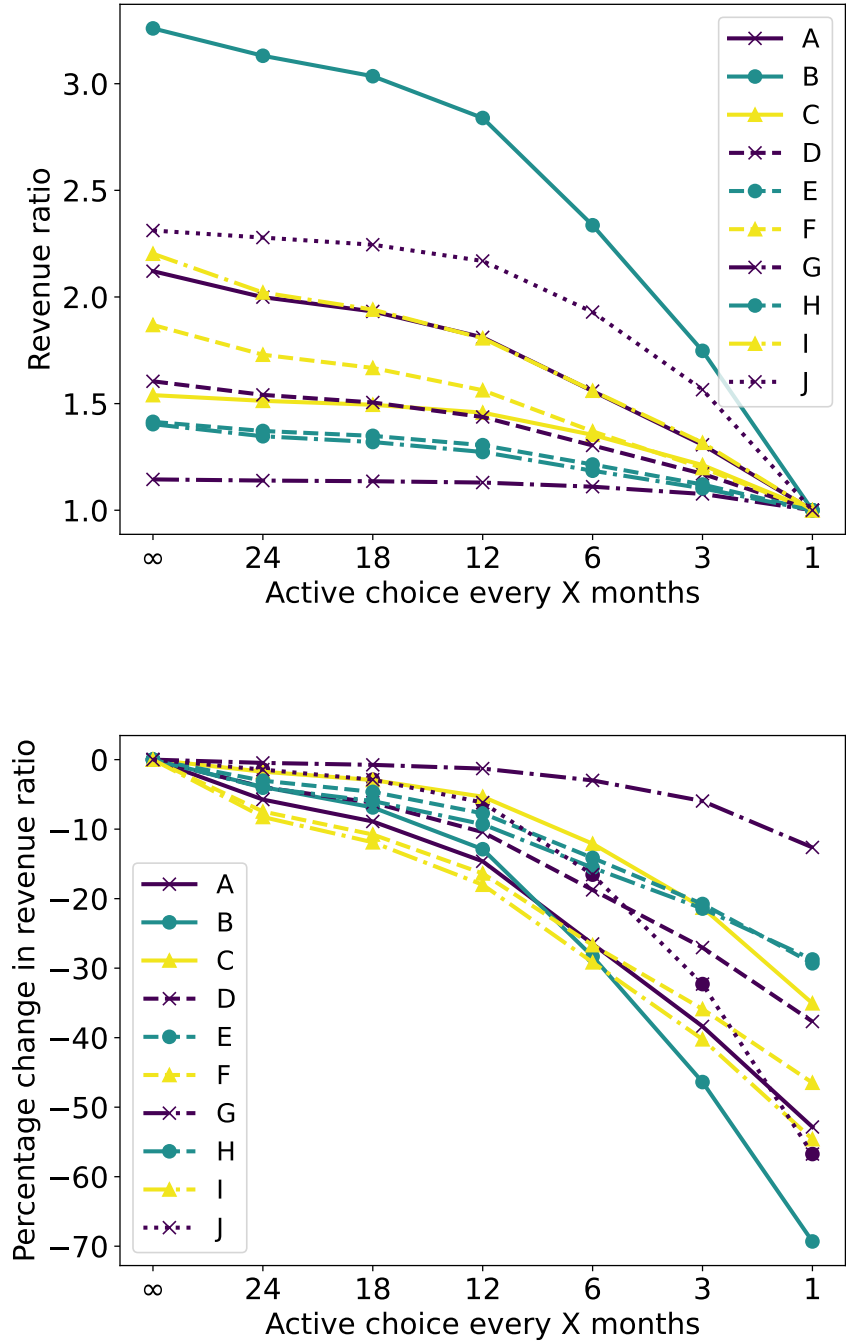 3.0
2.5
2.0
1.5
1.0
Revenue ratio
A
B
C
D
E
F
G
H
I
J
∞ 24 18 12 6 3 1
Active choice every X months
0
−10
−20
−30
−40
−50
−60
−70
Percentage change in revenue ratio
A
B
C
D
E
F
G
H
I
J
∞ 24 18 12 6 3 1
Active choice every X months